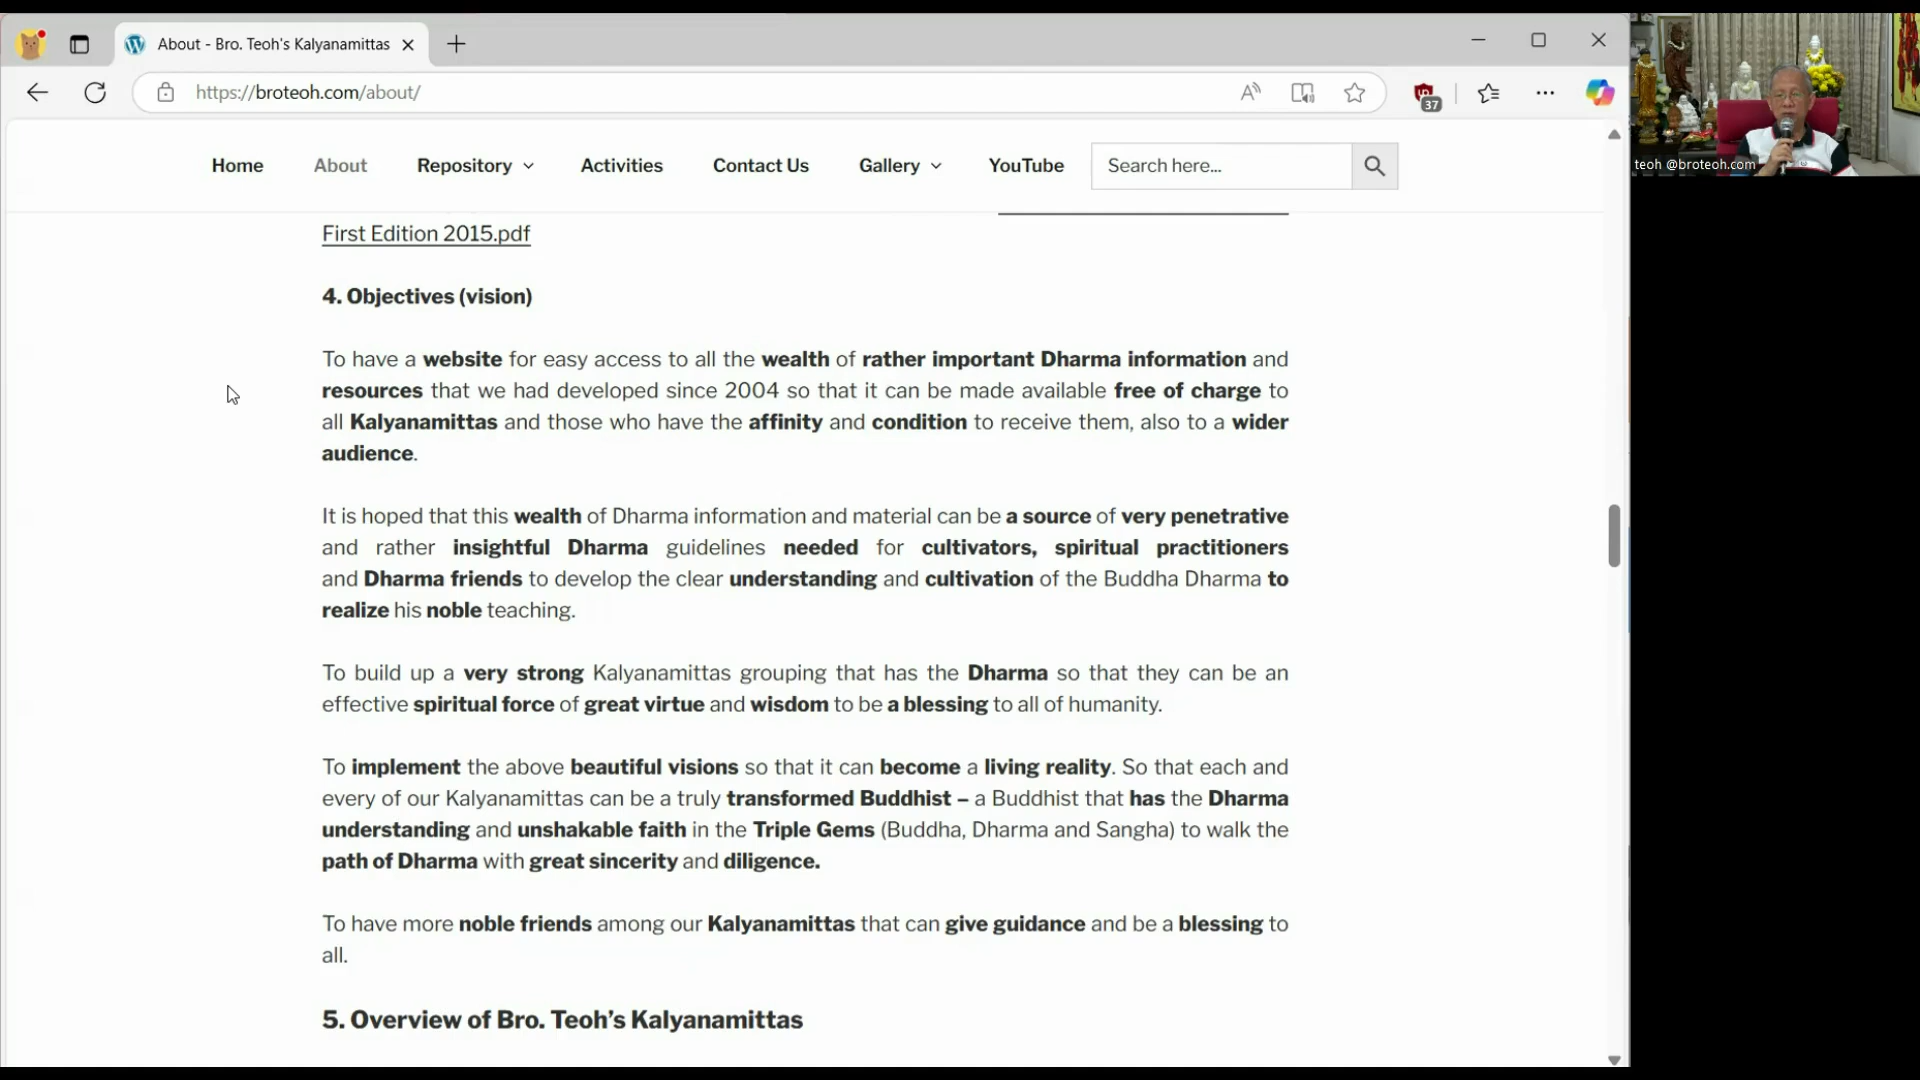 About - Bro. Teoh's Kalyanamittas
https://broteoh.com/about/
37
Home About Repository Activities Contact Us Gallery YouTube Search here...
teoh @broteoh.com
First Edition 2015.pdf
4. Objectives (vision)
To have a website for easy access to all the wealth of rather important Dharma information and
resources that we had developed since 2004 so that it can be made available free of charge to
all Kalyanamittas and those who have the affinity and condition to receive them, also to a wider
audience.
It is hoped that this wealth of Dharma information and material can be a source of very penetrative
and rather insightful Dharma guidelines needed for cultivators, spiritual practitioners
and Dharma friends to develop the clear understanding and cultivation of the Buddha Dharma to
realize his noble teaching.
To build up a very strong Kalyanamittas grouping that has the Dharma so that they can be an
effective spiritual force of great virtue and wisdom to be a blessing to all of humanity.
To implement the above beautiful visions so that it can become a living reality. So that each and
every of our Kalyanamittas can be a truly transformed Buddhist – a Buddhist that has the Dharma
understanding and unshakable faith in the Triple Gems (Buddha, Dharma and Sangha) to walk the
path of Dharma with great sincerity and diligence.
To have more noble friends among our Kalyanamittas that can give guidance and be a blessing to
all.
5. Overview of Bro. Teoh’s Kalyanamittas